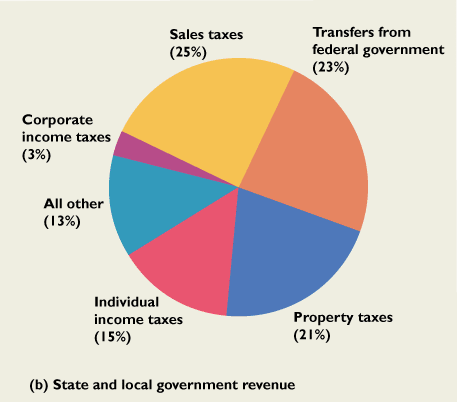 Sales taxes
(25%)
Transfers from
federal government
(23%)
Corporate
income taxes
(3%)
All other
(13%)
Individual
income taxes
(15%)
Property taxes
(21%)
(b) State and local government revenue